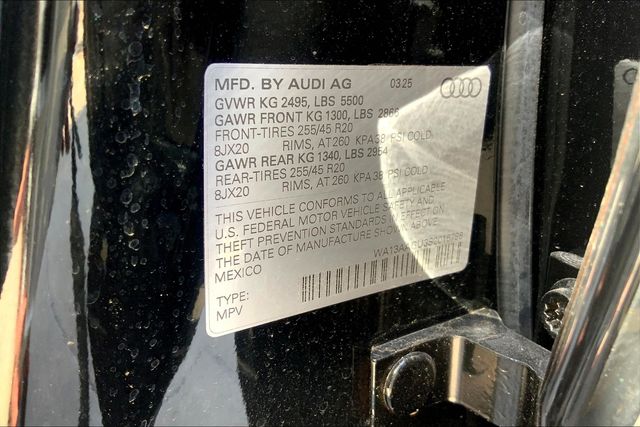 MFD. BY AUDI AG 03.25
GVWR KG 2495, LBS 5500
GAWR FRONT KG 1300, LBS 2866
FRONT-TIRES 255/45 R20
8JX20 RIMS, AT 260 KPA 38 PSI COLD
GAWR REAR KG 1340, LBS 2954
REAR-TIRES 255/45 R20
8JX20 RIMS, AT 260 KPA 38 PSI COLD
THIS VEHICLE CONFORMS TO ALL APPLICABLE
U.S. FEDERAL MOTOR VEHICLE SAFETY AND
THEFT PREVENTION STANDARDS IN EFFECT ON
THE DATE OF MANUFACTURE SHOWN ABOVE.
MEXICO
TYPE:
MPV